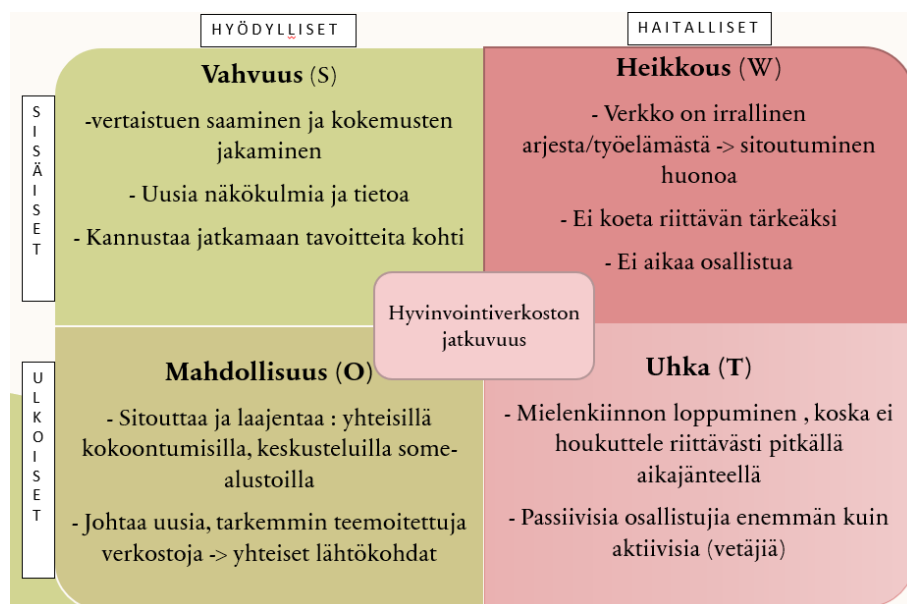 HYÖDYLLISET
HAITALLISET
SISÄISET
Vahvuus (S)
-vertaistuen saaminen ja kokemusten
jakaminen
- Uusia näkökulmia ja tietoa
- Kannustaa jatkamaan tavoitteita kohti
Heikkous (W)
- Verkko on irrallinen
arjesta/työelämästä -> sitoutuminen
huonoa
- Ei koeta riittävän tärkeäksi
- Ei aikaa osallistua
Hyvinvointiverkoston
jatkuvuus
ULKOISET
Mahdollisuus (O)
- Sitouttaa ja laajentaa : yhteisillä
kokoontumisilla, keskusteluilla some-
alustoilla
- Johtaa uusia, tarkemmin teemoitettuja
verkostoja -> yhteiset lähtökohdat
Uhka (T)
- Mielenkiinnon loppuminen , koska ei
houkuttele riittävästi pitkällä
aikajänteellä
- Passiivisia osallistujia enemmän kuin
aktiivisia (vetäjiä)